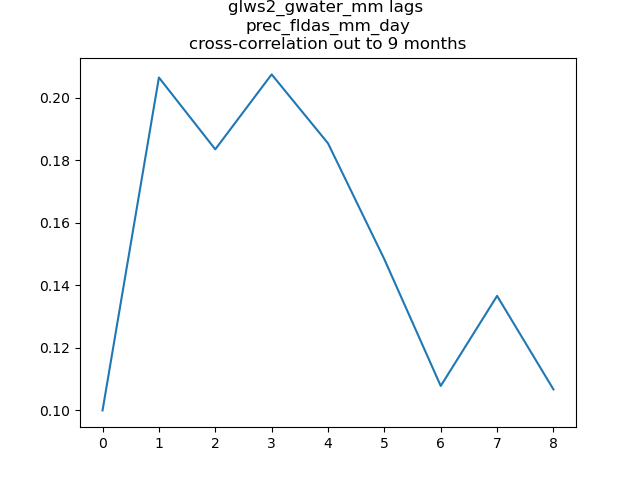 glws2_gwater_mm lags
prec_fldas_mm_day
cross-correlation out to 9 months
0.20
0.18
0.16
0.14
0.12
0.10
0 1 2 3 4 5 6 7 8